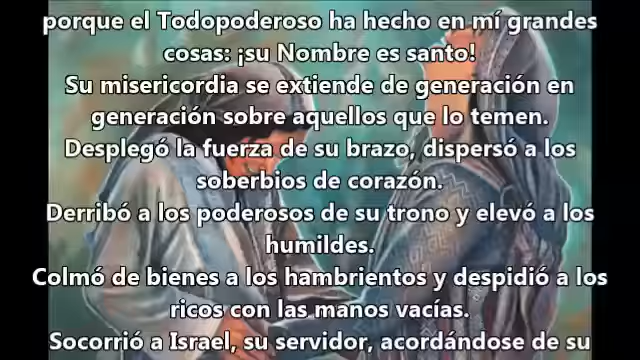 porque el Todopoderoso ha hecho en mí grandes
cosas: ¡su Nombre es santo!
Su misericordia se extiende de generación en
generación sobre aquellos que lo temen.
Desplegó la fuerza de su brazo, dispersó a los
soberbios de corazón.
Derribó a los poderosos de su trono y elevó a los
humildes.
Colmó de bienes a los hambrientos y despidió a los
ricos con las manos vacías.
Socorrió a Israel, su servidor, acordándose de su